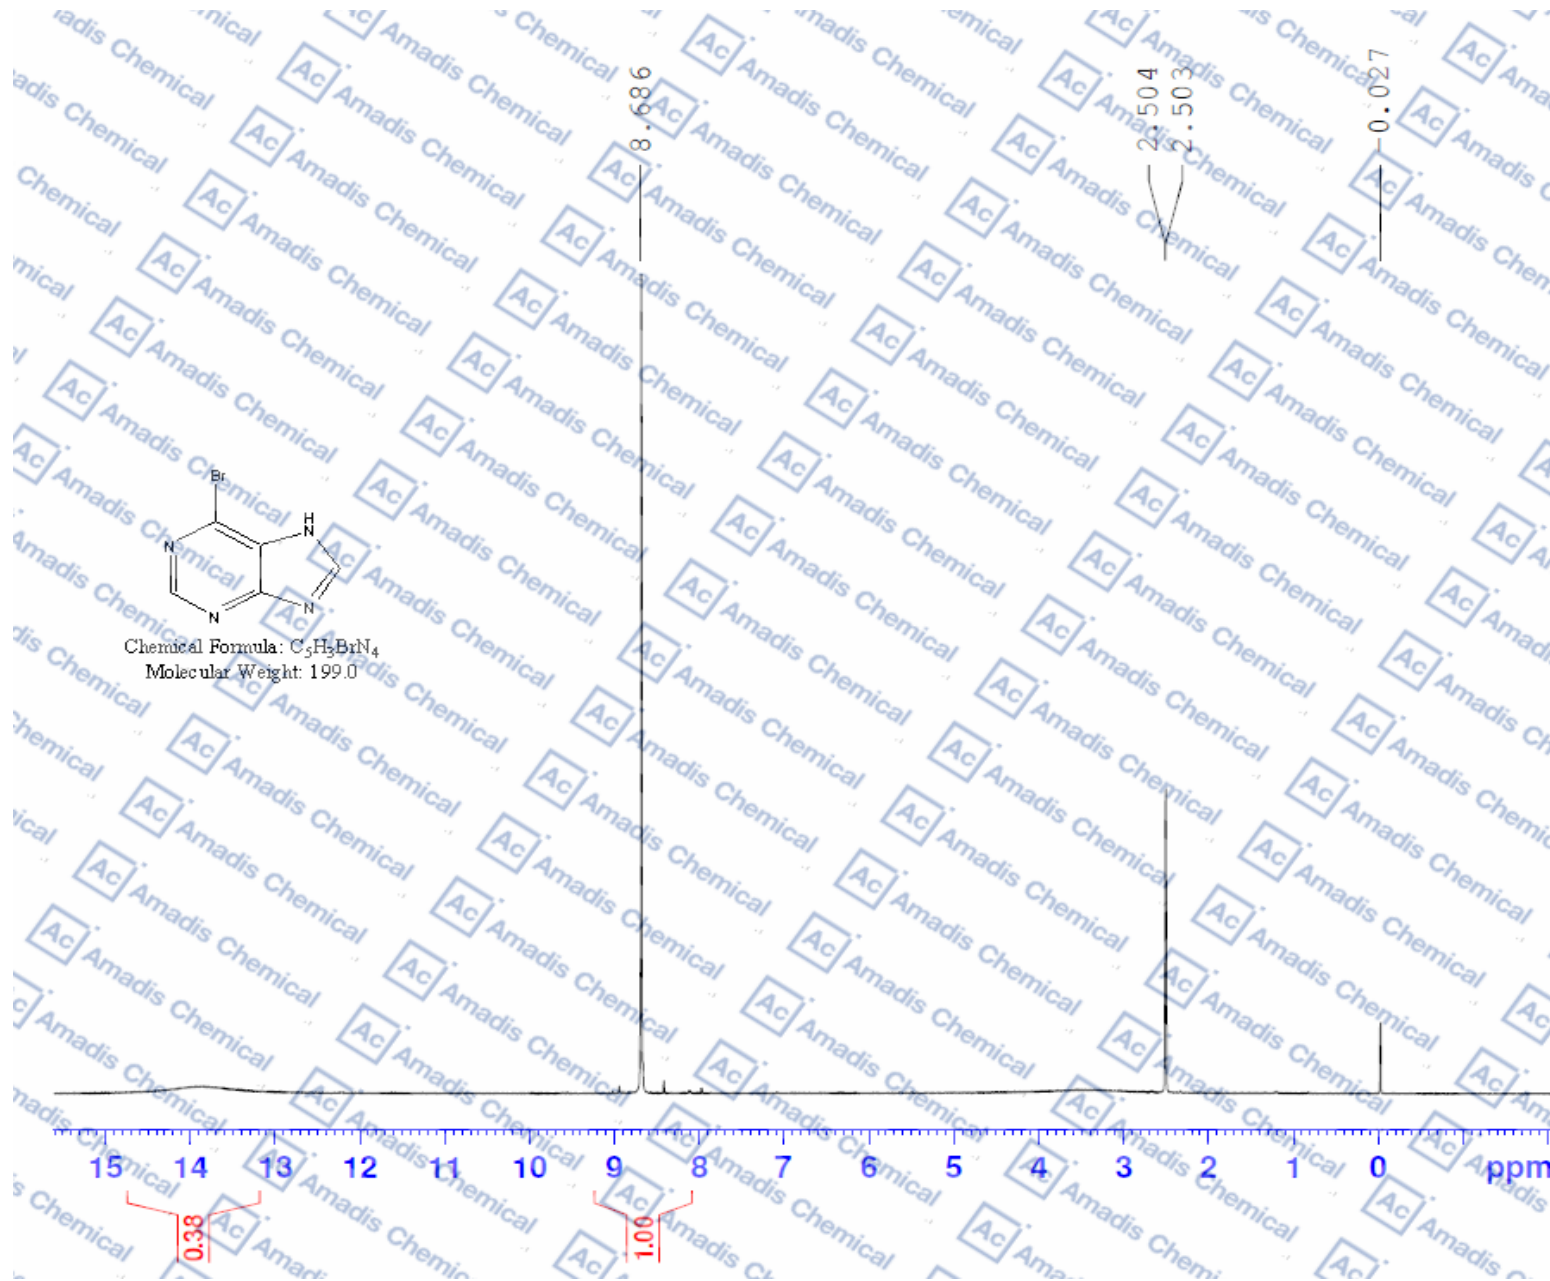 8.686
2.504
2.503
-0.027
Br
N
H
N
N
N
Chemical Formula: C₅H₃BrN₄
Molecular Weight: 199.0
15 14 13 12 11 10 9 8 7 6 5 4 3 2 1 0 ppm
0.38
1.00
Ac Amadis Chemical